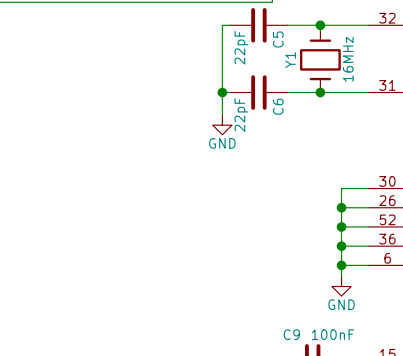 32
22pF
C5
Y1
16MHz
31
22pF
C6
GND
30
26
52
36
6
GND
C9 100nF
15